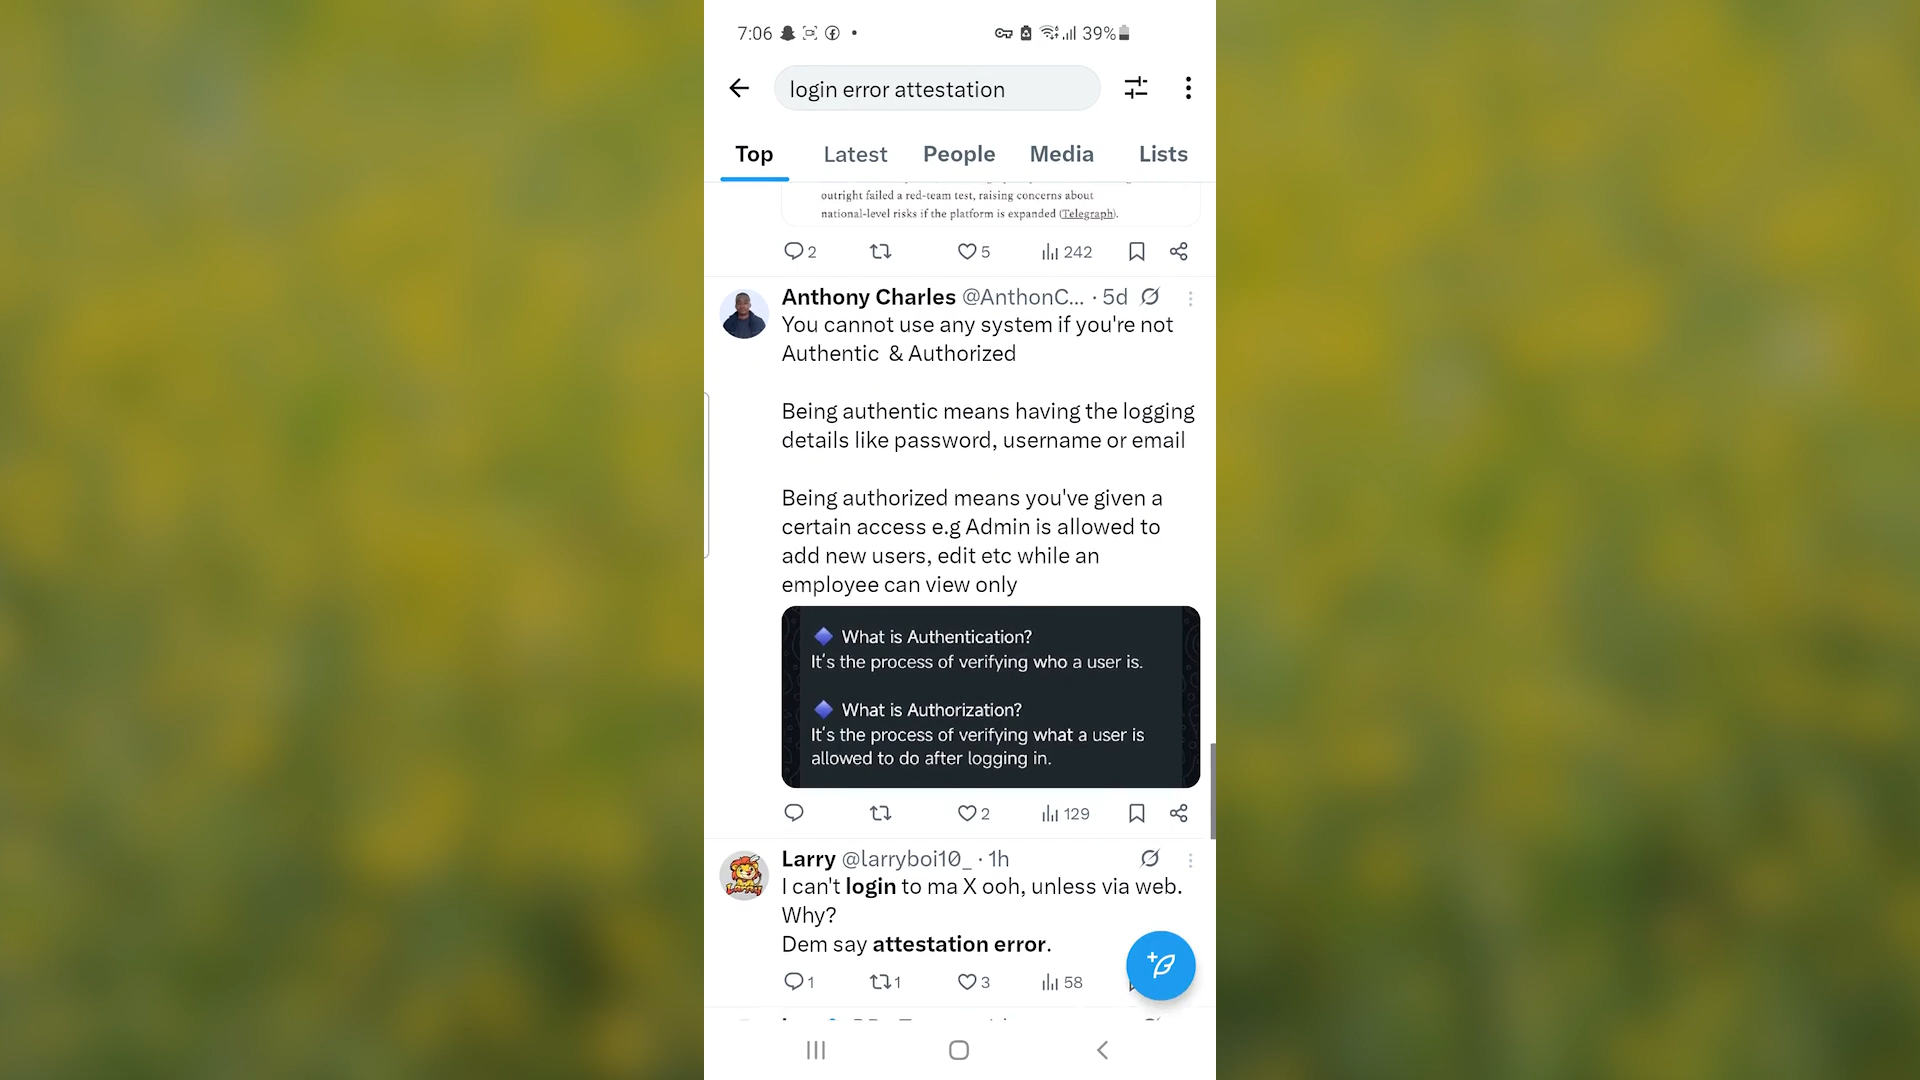 7:06 39%
login error attestation
Top Latest People Media Lists
outright failed a red-team test, raising concerns about
national-level risks if the platform is expanded (Telegraph).
2 5 242
Anthony Charles @AnthonC... · 5d
You cannot use any system if you're not
Authentic & Authorized
Being authentic means having the logging
details like password, username or email
Being authorized means you've given a
certain access e.g Admin is allowed to
add new users, edit etc while an
employee can view only
What is Authentication?
It's the process of verifying who a user is.
What is Authorization?
It's the process of verifying what a user is
allowed to do after logging in.
2 129
Larry @larryboi10_ · 1h
I can't login to ma X ooh, unless via web.
Why?
Dem say attestation error.
1 1 3 58